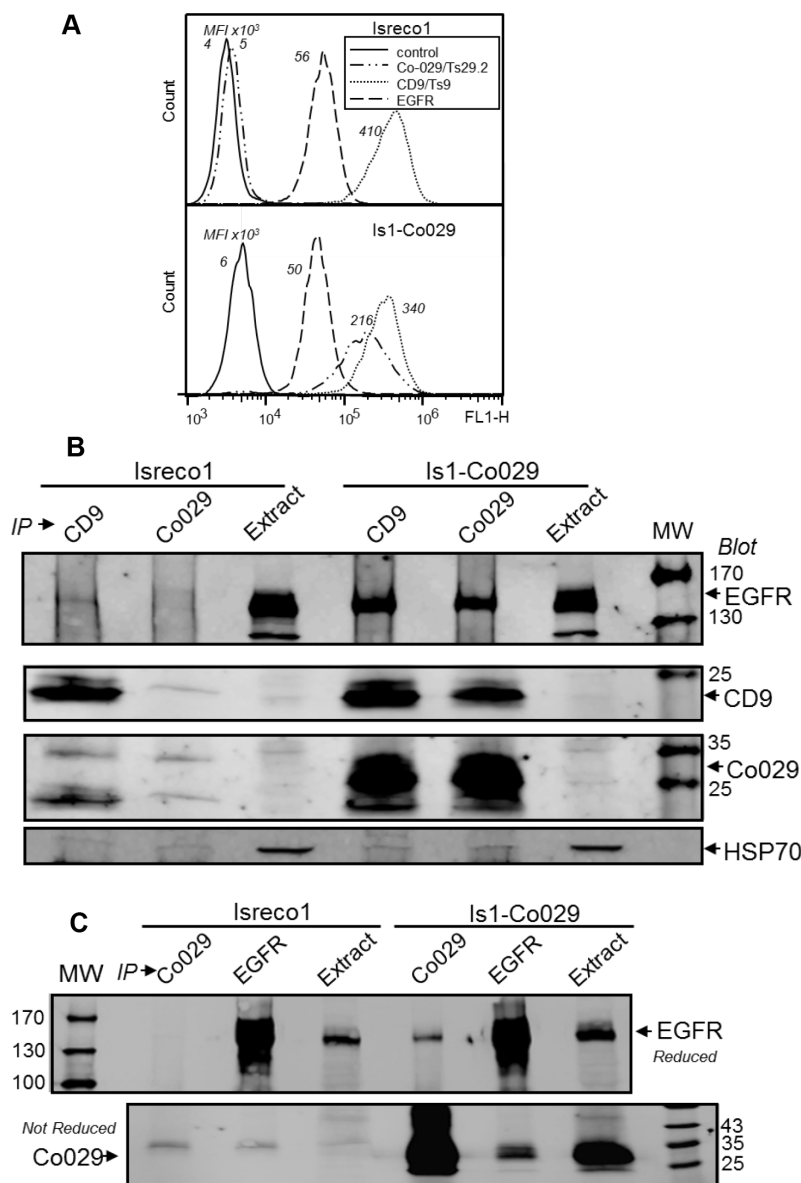 A
Isreco1
MFI x10³
4 5
56
410
control
Co-029/Ts29.2
CD9/Ts9
EGFR
Count
Is1-Co029
MFI x10³
6
50
216
340
Count
10³ 10⁴ 10⁵ 10⁶ FL1-H
B
Isreco1 Is1-Co029
IP CD9 Co029 Extract CD9 Co029 Extract MW Blot
170
EGFR
130
25
CD9
35
Co029
25
HSP70
C
Isreco1 Is1-Co029
MW IP Co029 EGFR Extract Co029 EGFR Extract
170
130
100
EGFR
Reduced
Not Reduced
Co029
43
35
25